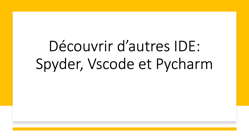 Découvrir d’autres IDE:
Spyder, Vscode et Pycharm